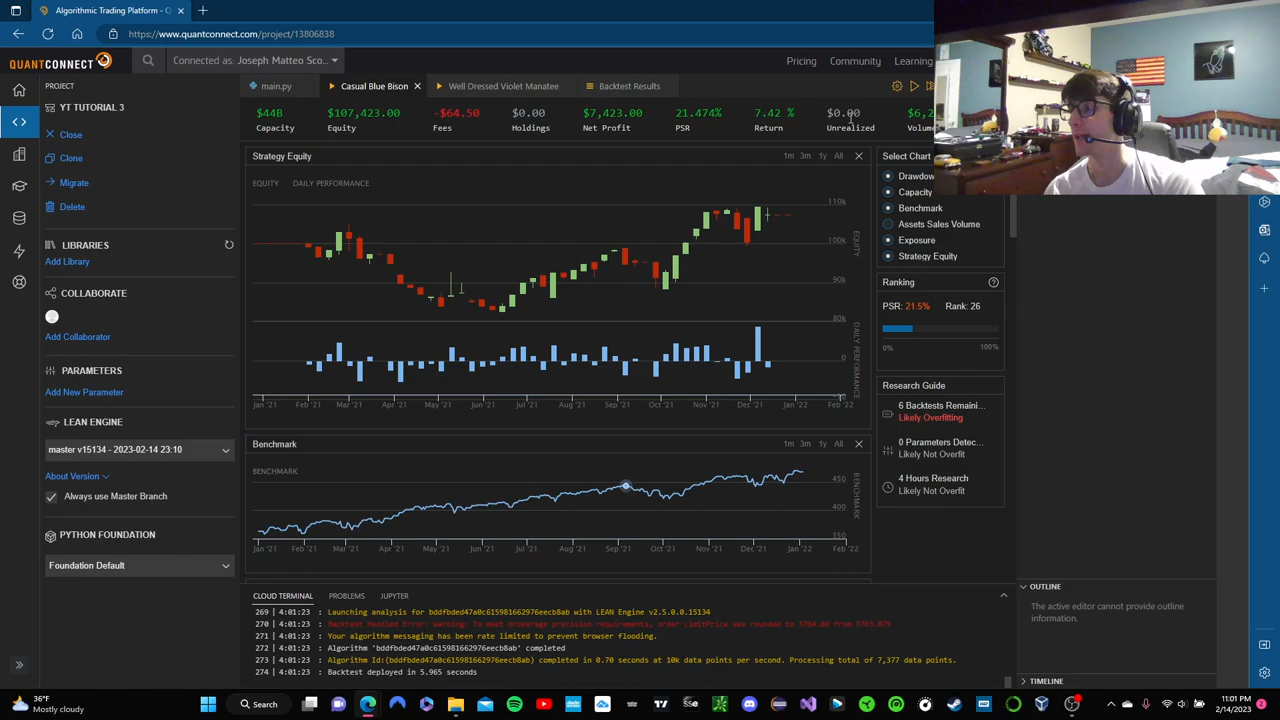 Algorithmic Trading Platform - Q
https://www.quantconnect.com/project/13806838
QUANTCONNECT
Connected as: Joseph Matteo Sco...
Pricing
Community
Learning
PROJECT
main.py
Casual Blue Bison
Well Dressed Violet Manatee
Backtest Results
YT TUTORIAL 3
Close
Clone
Migrate
Delete
LIBRARIES
Add Library
COLLABORATE
Add Collaborator
PARAMETERS
Add New Parameter
LEAN ENGINE
master v15134 - 2023-02-14 23:10
About Version
Always use Master Branch
PYTHON FOUNDATION
Foundation Default
$44B
Capacity
$107,423.00
Equity
-$64.50
Fees
$0.00
Holdings
$7,423.00
Net Profit
21.474%
PSR
7.42 %
Return
$0.00
Unrealized
$6,2
Volume
Strategy Equity
1m 3m 1y All
EQUITY DAILY PERFORMANCE
110k
100k
90k
80k
0
EQUITY
DAILY PERFORMANCE
Jan '21 Feb '21 Mar '21 Apr '21 May '21 Jun '21 Jul '21 Aug '21 Sep '21 Oct '21 Nov '21 Dec '21 Jan '22 Feb '22
Benchmark
1m 3m 1y All
BENCHMARK
450
400
350
BENCHMARK
Jan '21 Feb '21 Mar '21 Apr '21 May '21 Jun '21 Jul '21 Aug '21 Sep '21 Oct '21 Nov '21 Dec '21 Jan '22 Feb '22
Select Chart
Drawdow
Capacity
Benchmark
Assets Sales Volume
Exposure
Strategy Equity
Ranking
PSR: 21.5% Rank: 26
0% 100%
Research Guide
6 Backtests Remaini...
Likely Overfitting
0 Parameters Detec...
Likely Not Overfit
4 Hours Research
Likely Not Overfit
CLOUD TERMINAL PROBLEMS JUPYTER
269 | 4:01:23 : Launching analysis for bddfbded47a0c615981662976eecb8ab with LEAN Engine v2.5.0.0.15134
270 | 4:01:23 : Backtest Handled Error: Warning: To meet brokerage precision requirements, order LimitPrice was rounded to 3764.00 from 3763.875
271 | 4:01:23 : Your algorithm messaging has been rate limited to prevent browser flooding.
272 | 4:01:23 : Algorithm 'bddfbded47a0c615981662976eecb8ab' completed
273 | 4:01:23 : Algorithm Id:(bddfbded47a0c615981662976eecb8ab) completed in 0.70 seconds at 10k data points per second. Processing total of 7,377 data points.
274 | 4:01:23 : Backtest deployed in 5.965 seconds
OUTLINE
The active editor cannot provide outline
information.
TIMELINE
36°F
Mostly cloudy
Search
11:01 PM
2/14/2023